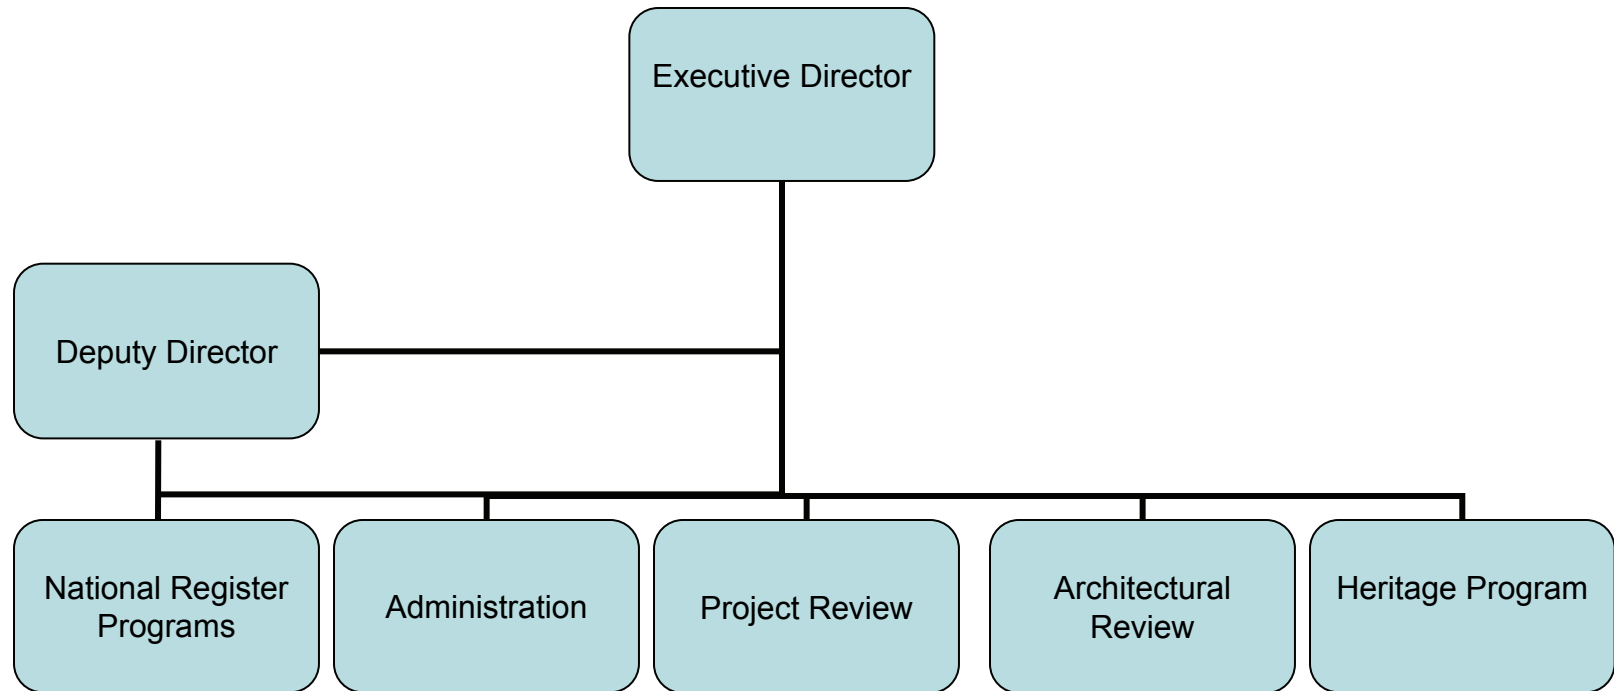 Executive Director
Deputy Director
National Register
Programs
Administration
Project Review
Architectural
Review
Heritage Program